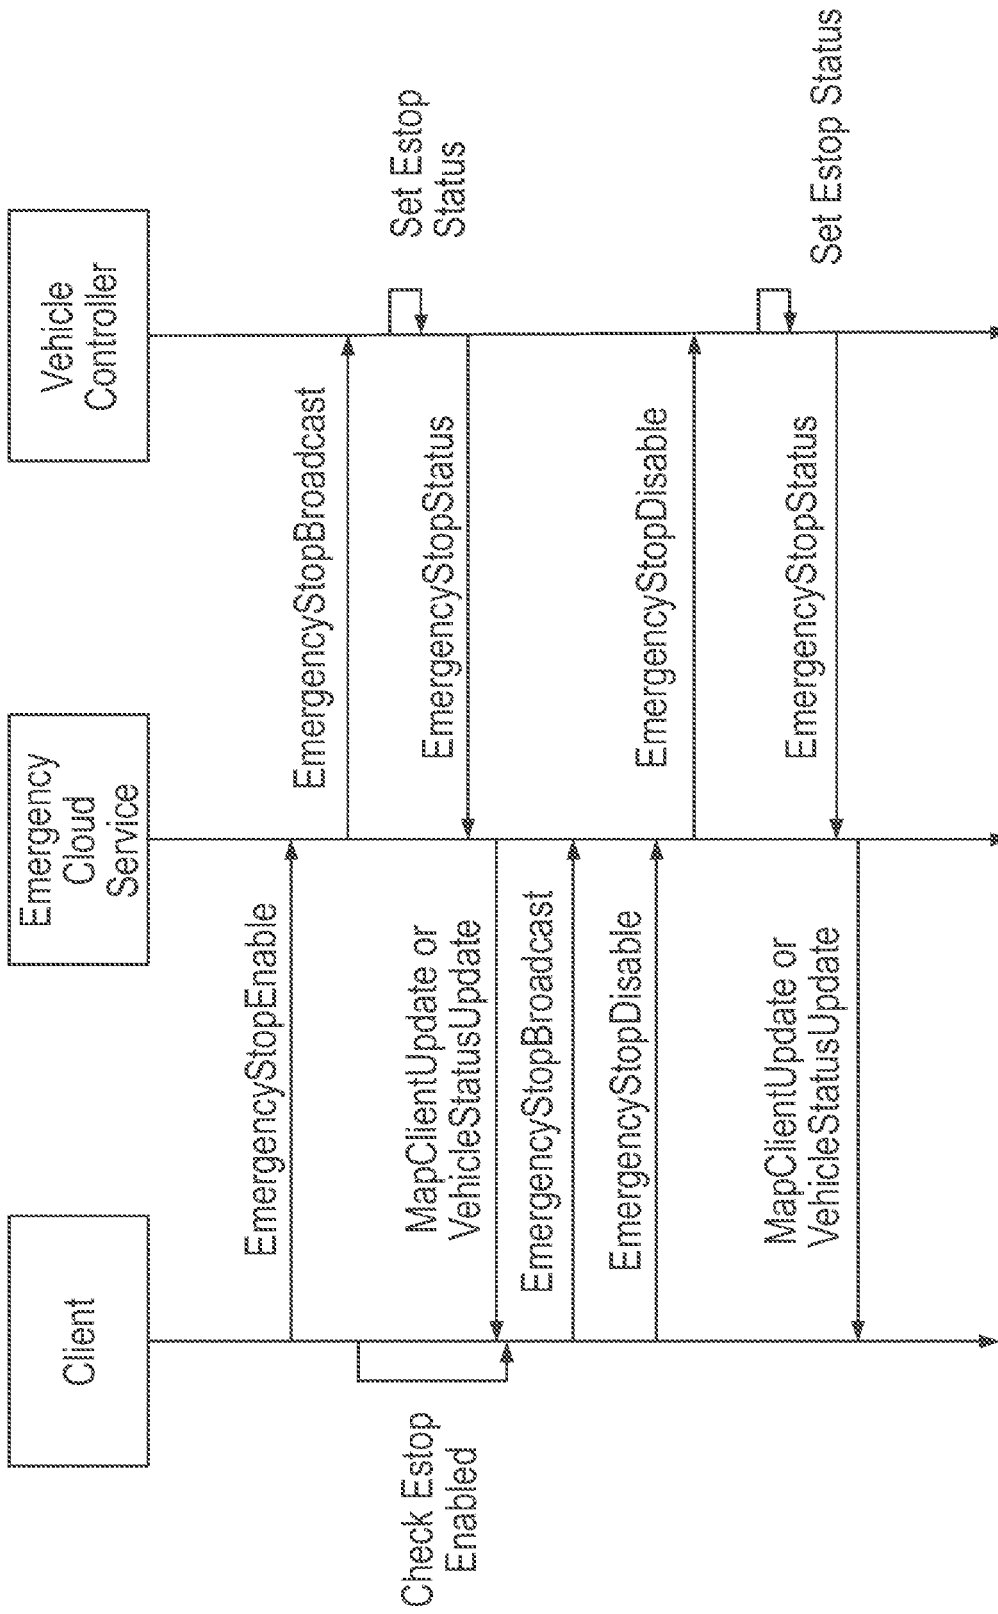 Client
Emergency
Cloud
Service
Vehicle
Controller
EmergencyStopEnable
EmergencyStopBroadcast
Check Estop
Enabled
Set Estop
Status
MapClientUpdate or
VehicleStatusUpdate
EmergencyStopStatus
EmergencyStopBroadcast
EmergencyStopDisable
EmergencyStopDisable
MapClientUpdate or
VehicleStatusUpdate
EmergencyStopStatus
Set Estop Status